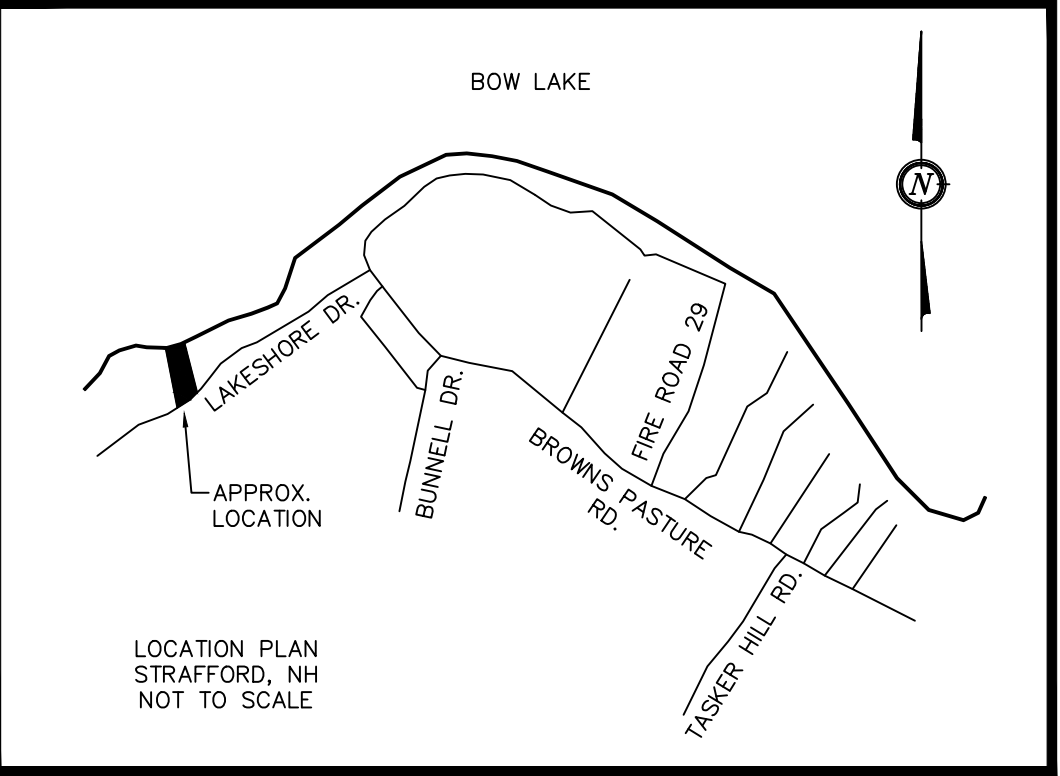 BOW LAKE
N
LAKESHORE DR.
FIRE ROAD 29
BUNNELL DR.
BROWNS PASTURE
RD.
APPROX.
LOCATION
TASKER HILL RD.
LOCATION PLAN
STRAFFORD, NH
NOT TO SCALE